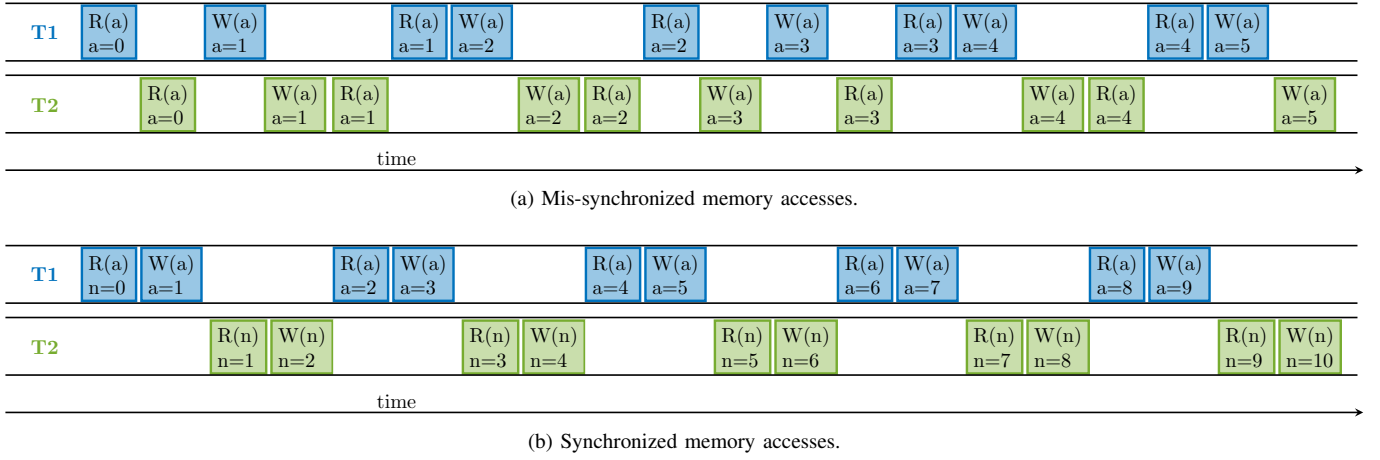 T1
R(a) W(a) R(a) W(a) R(a) W(a) R(a) W(a) R(a) W(a)
a=0 a=1 a=1 a=2 a=2 a=3 a=3 a=4 a=4 a=5
T2
R(a) W(a) R(a) W(a) R(a) W(a) R(a) W(a) R(a) W(a)
a=0 a=1 a=1 a=2 a=2 a=3 a=3 a=4 a=4 a=5
time
(a) Mis-synchronized memory accesses.
T1
R(a) W(a) R(a) W(a) R(a) W(a) R(a) W(a) R(a) W(a)
n=0 a=1 a=2 a=3 a=4 a=5 a=6 a=7 a=8 a=9
T2
R(n) W(n) R(n) W(n) R(n) W(n) R(n) W(n) R(n) W(n)
n=1 n=2 n=3 n=4 n=5 n=6 n=7 n=8 n=9 n=10
time
(b) Synchronized memory accesses.